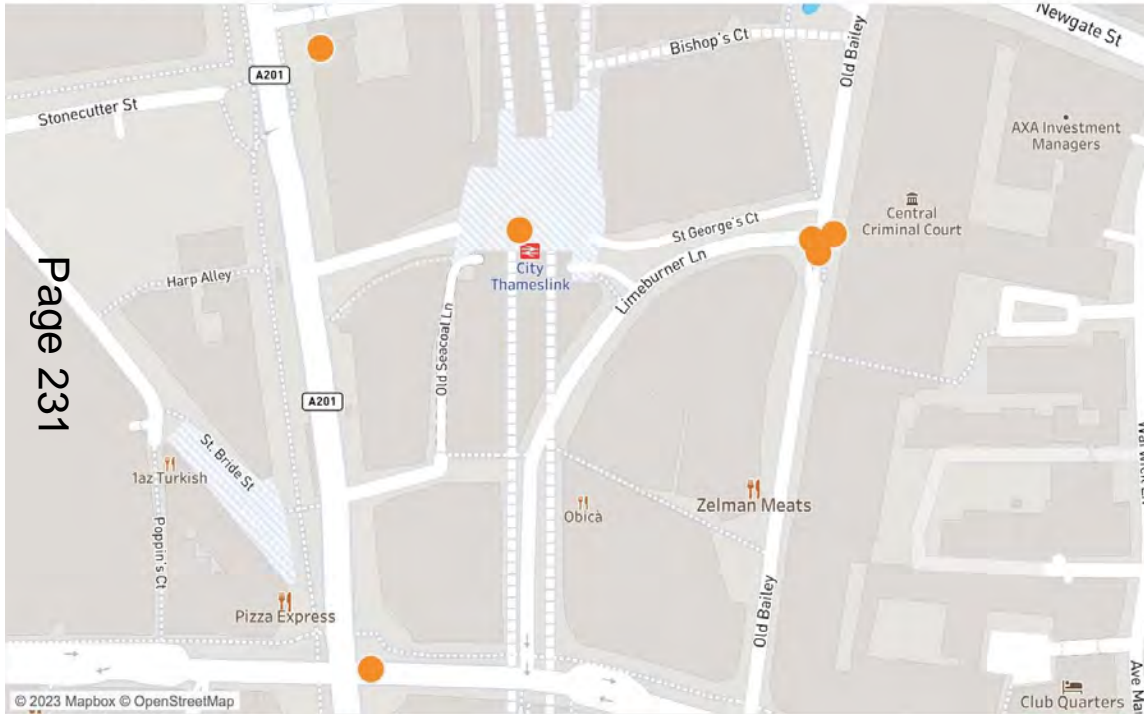 Newgate St
Bishop's Ct
Old Bailey
A201
Stonecutter St
AXA Investment
Managers
Central
Criminal Court
St George's Ct
City
Thameslink
Limeburner Ln
Harp Alley
Old Seacoal Ln
Page 231
A201
St. Bride St
1az Turkish
Poppin's Ct
Obicà
Zelman Meats
Pizza Express
Old Bailey
Club Quarters
© 2023 Mapbox © OpenStreetMap